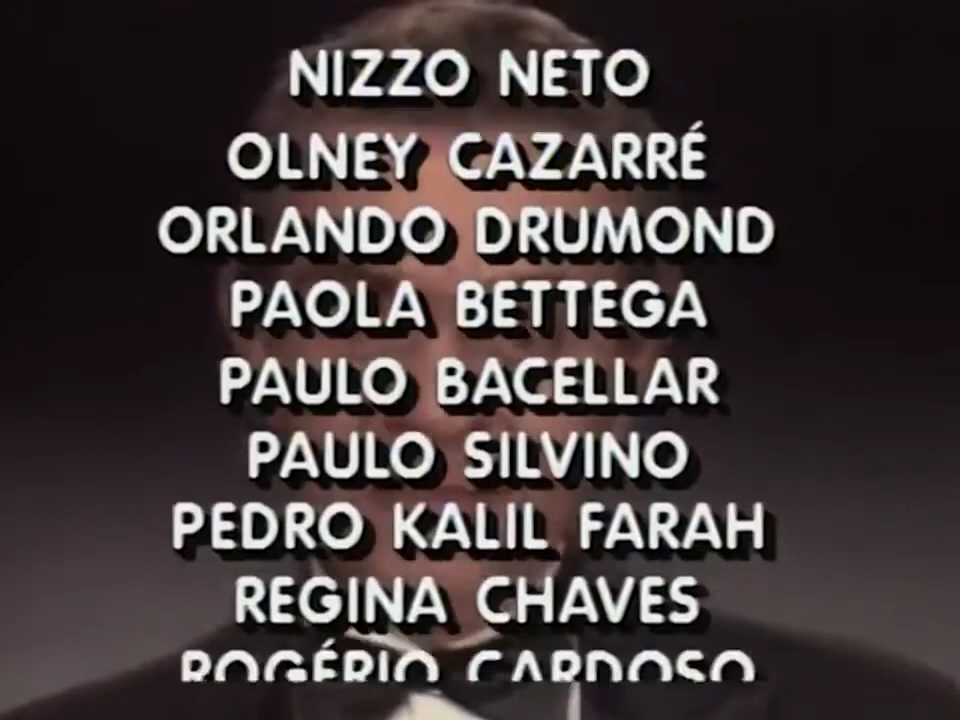 NIZZO NETO
OLNEY CAZARRÉ
ORLANDO DRUMOND
PAOLA BETTEGA
PAULO BACELLAR
PAULO SILVINO
PEDRO KALIL FARAH
REGINA CHAVES
ROGÉRIO CARDOSO